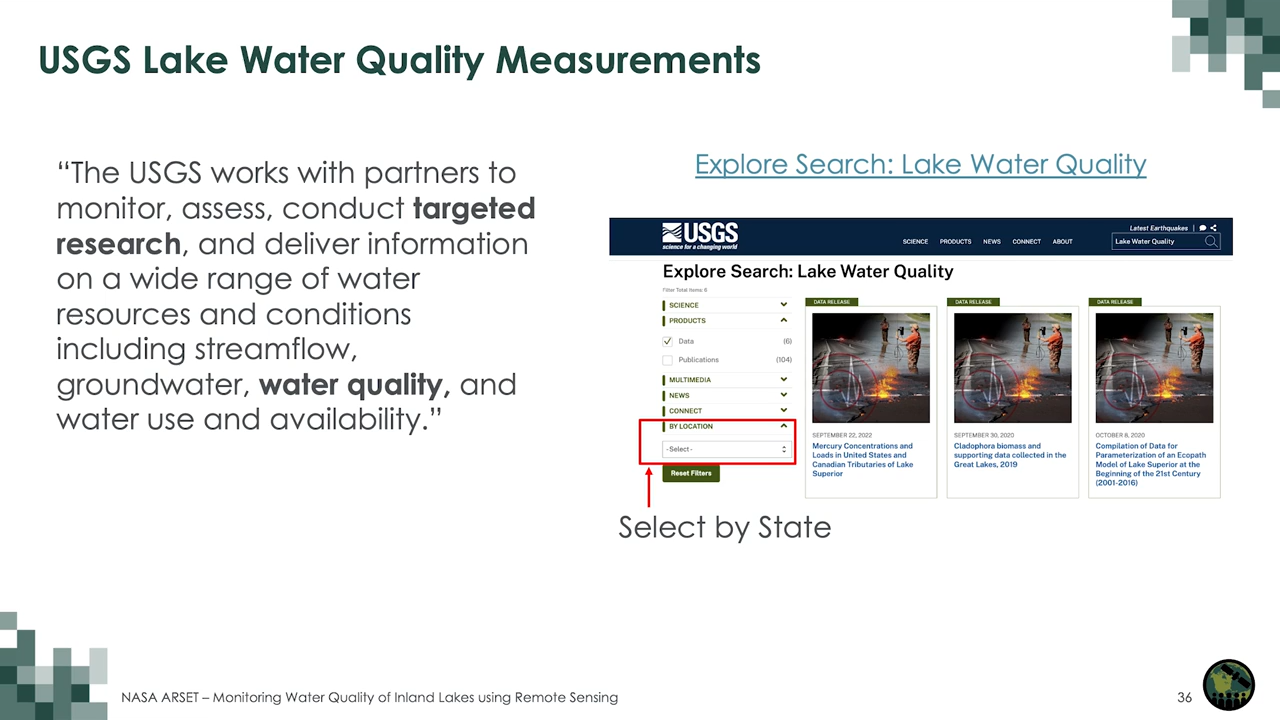 USGS Lake Water Quality Measurements
“The USGS works with partners to
monitor, assess, conduct targeted
research, and deliver information
on a wide range of water
resources and conditions
including streamflow,
groundwater, water quality, and
water use and availability.”
Explore Search: Lake Water Quality
USGS
science for a changing world
SCIENCE PRODUCTS NEWS CONNECT ABOUT
Latest Earthquakes |
Lake Water Quality
Explore Search: Lake Water Quality
Filter Total Items: 6
SCIENCE
PRODUCTS
Data (6)
Publications (104)
MULTIMEDIA
NEWS
CONNECT
BY LOCATION
-Select-
Reset Filters
DATA RELEASE
SEPTEMBER 22, 2022
Mercury Concentrations and
Loads in United States and
Canadian Tributaries of Lake
Superior
DATA RELEASE
SEPTEMBER 30, 2020
Cladophora biomass and
supporting data collected in the
Great Lakes, 2019
DATA RELEASE
OCTOBER 8, 2020
Compilation of Data for
Parameterization of an Ecopath
Model of Lake Superior at the
Beginning of the 21st Century
(2001-2016)
Select by State
NASA ARSET – Monitoring Water Quality of Inland Lakes using Remote Sensing
36